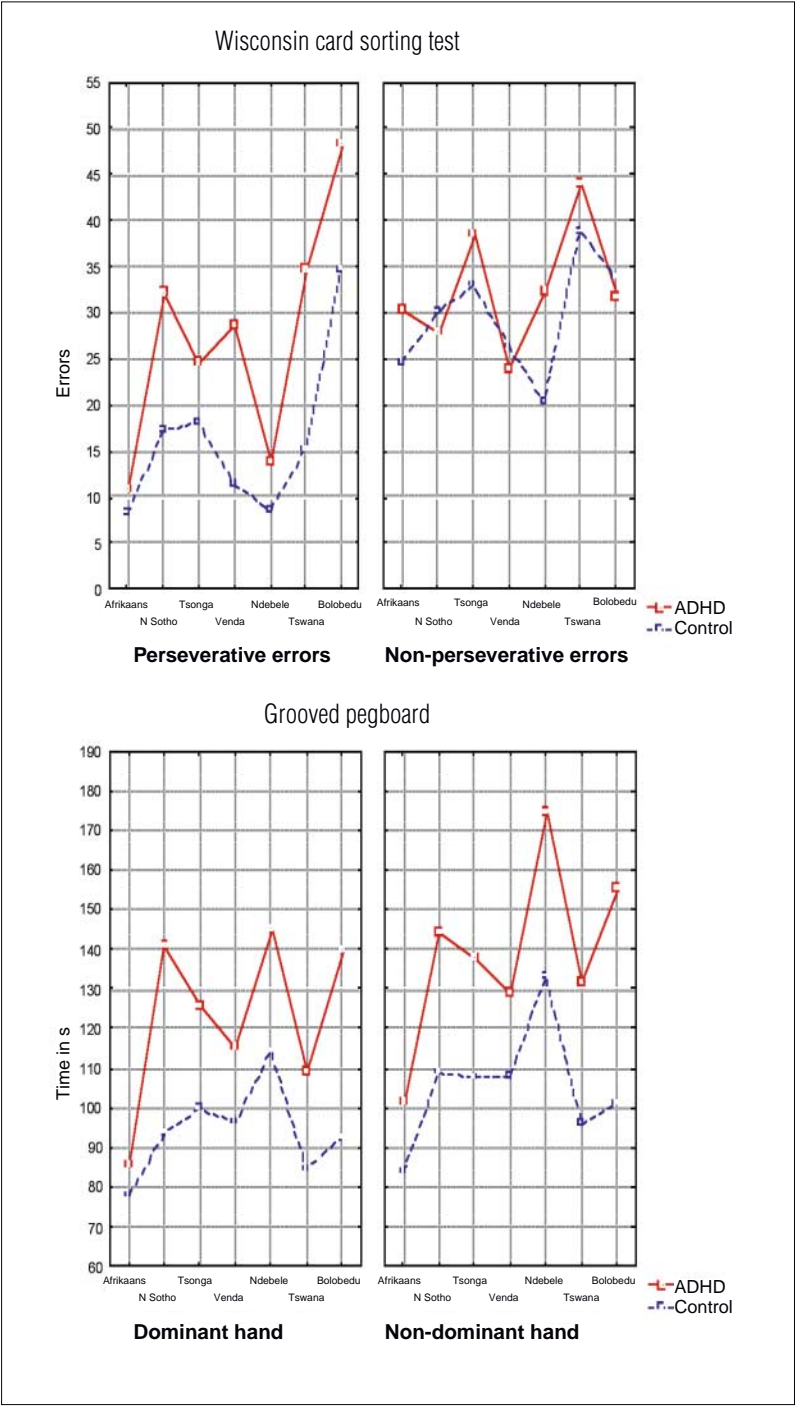 Wisconsin card sorting test
55
50
45
40
35
30
25
20
15
10
5
0
Errors
Afrikaans Tsonga Ndebele Bolobedu
N Sotho Venda Tswana
Afrikaans Tsonga Ndebele Bolobedu
N Sotho Venda Tswana
Perseverative errors Non-perseverative errors
ADHD
Control
Grooved pegboard
190
180
170
160
150
140
130
120
110
100
90
80
70
60
Time in s
Afrikaans Tsonga Ndebele Bolobedu
N Sotho Venda Tswana
Afrikaans Tsonga Ndebele Bolobedu
N Sotho Venda Tswana
Dominant hand Non-dominant hand
ADHD
Control